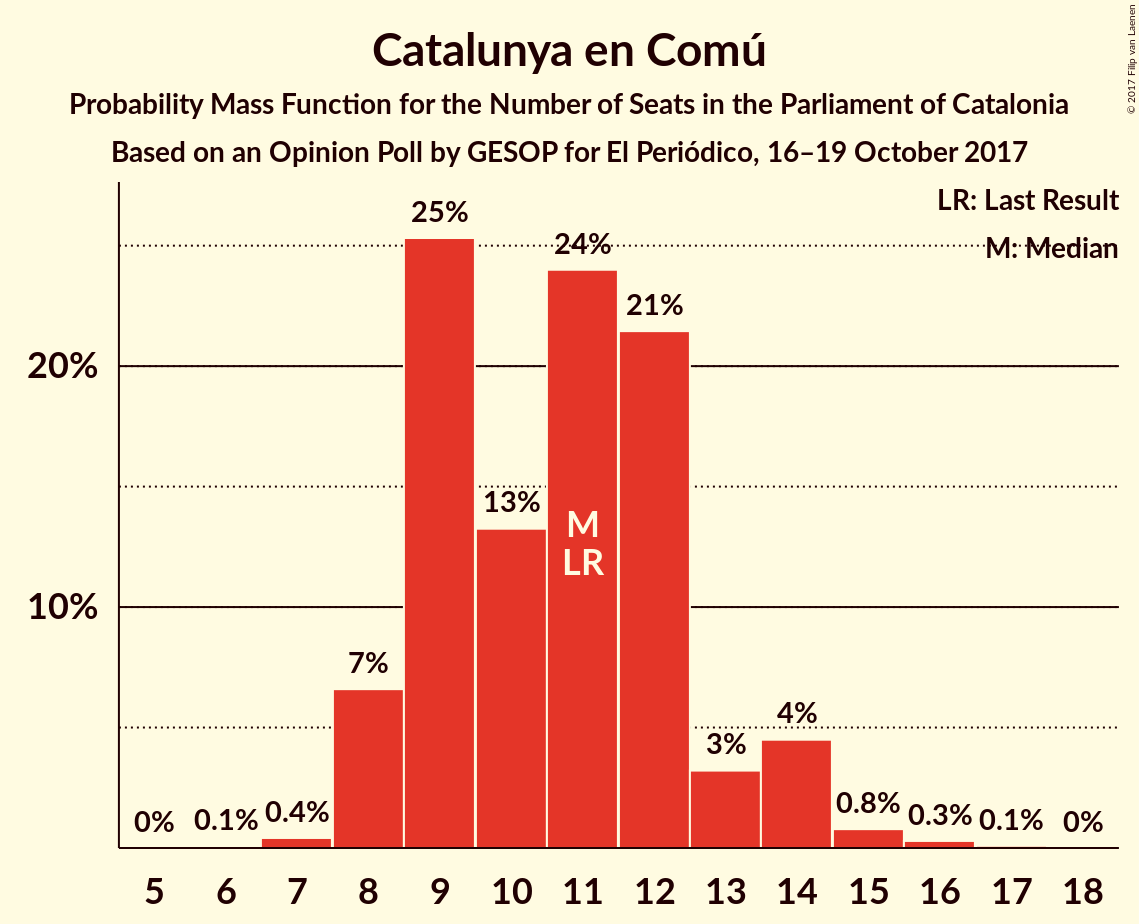 Catalunya en Comú
Probability Mass Function for the Number of Seats in the Parliament of Catalonia
Based on an Opinion Poll by GESOP for El Periódico, 16–19 October 2017
© 2017 Filip van Laenen
LR: Last Result
M: Median
20%
10%
0%
0.1%
0.4%
7%
25%
13%
24%
21%
3%
4%
0.8%
0.3%
0.1%
0%
M
LR
5 6 7 8 9 10 11 12 13 14 15 16 17 18